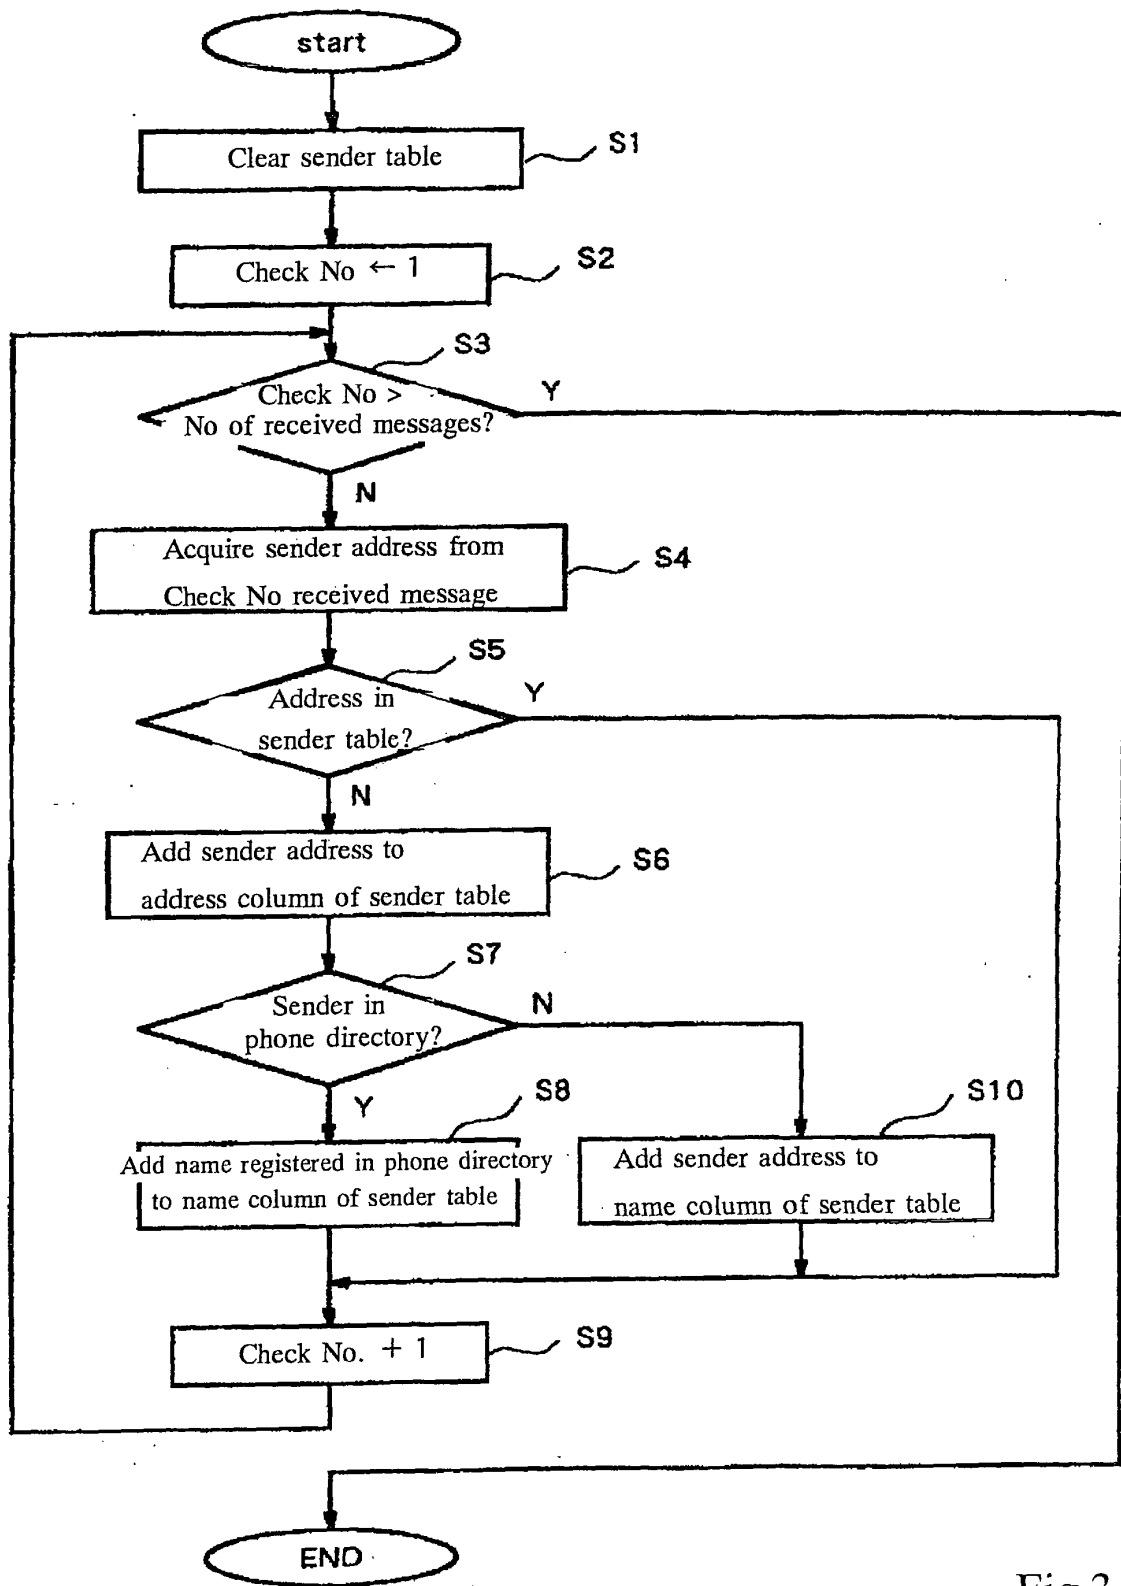 start
Clear sender table
S1
Check No ← 1
S2
S3
Check No >
No of received messages?
Y
N
Acquire sender address from
Check No received message
S4
S5
Address in
sender table?
Y
N
Add sender address to
address column of sender table
S6
S7
Sender in
phone directory?
N
Y
S8
Add name registered in phone directory
to name column of sender table
S10
Add sender address to
name column of sender table
Check No. + 1
S9
END
Fig 3